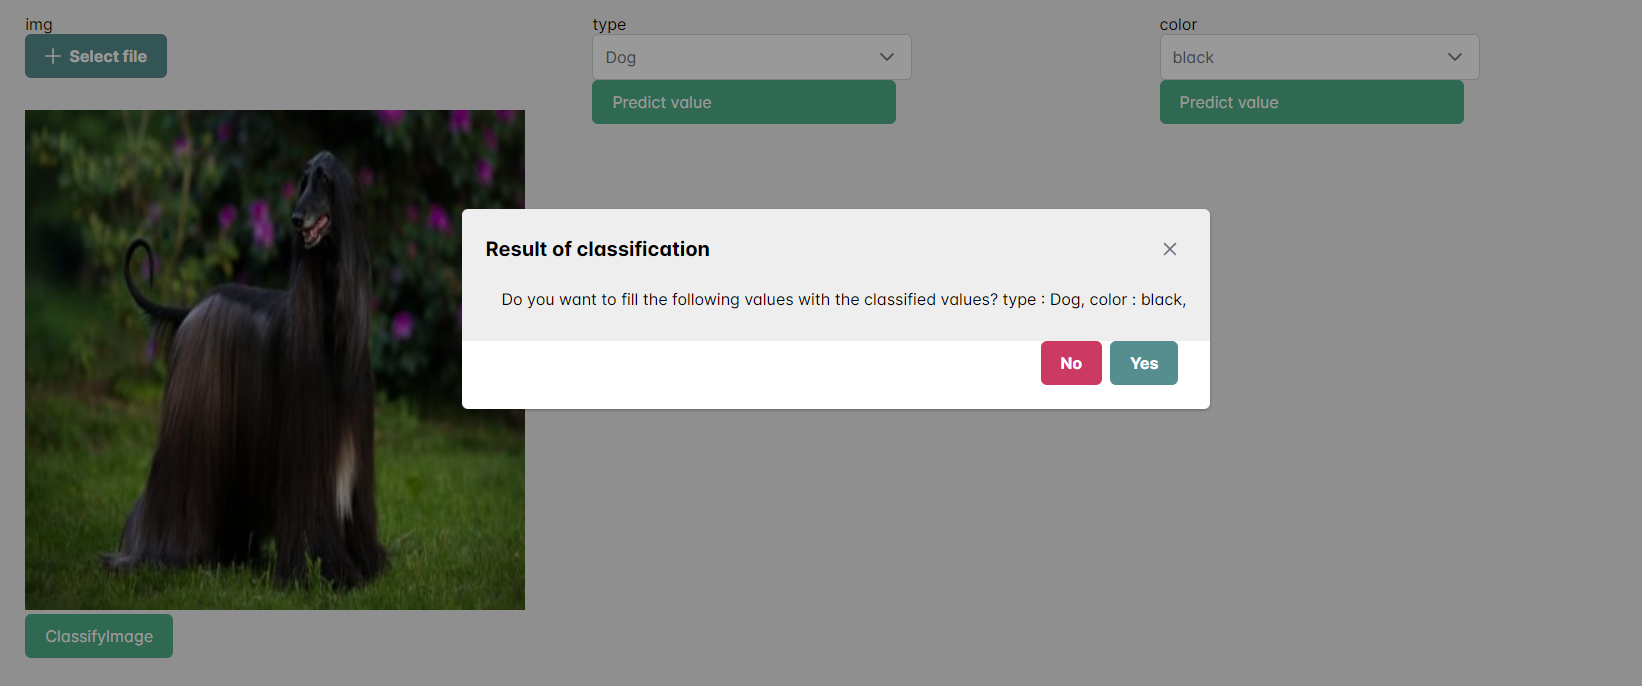 img
Select file
type
Dog
Predict value
color
black
Predict value
Result of classification
Do you want to fill the following values with the classified values? type : Dog, color : black,
No
Yes
ClassifyImage